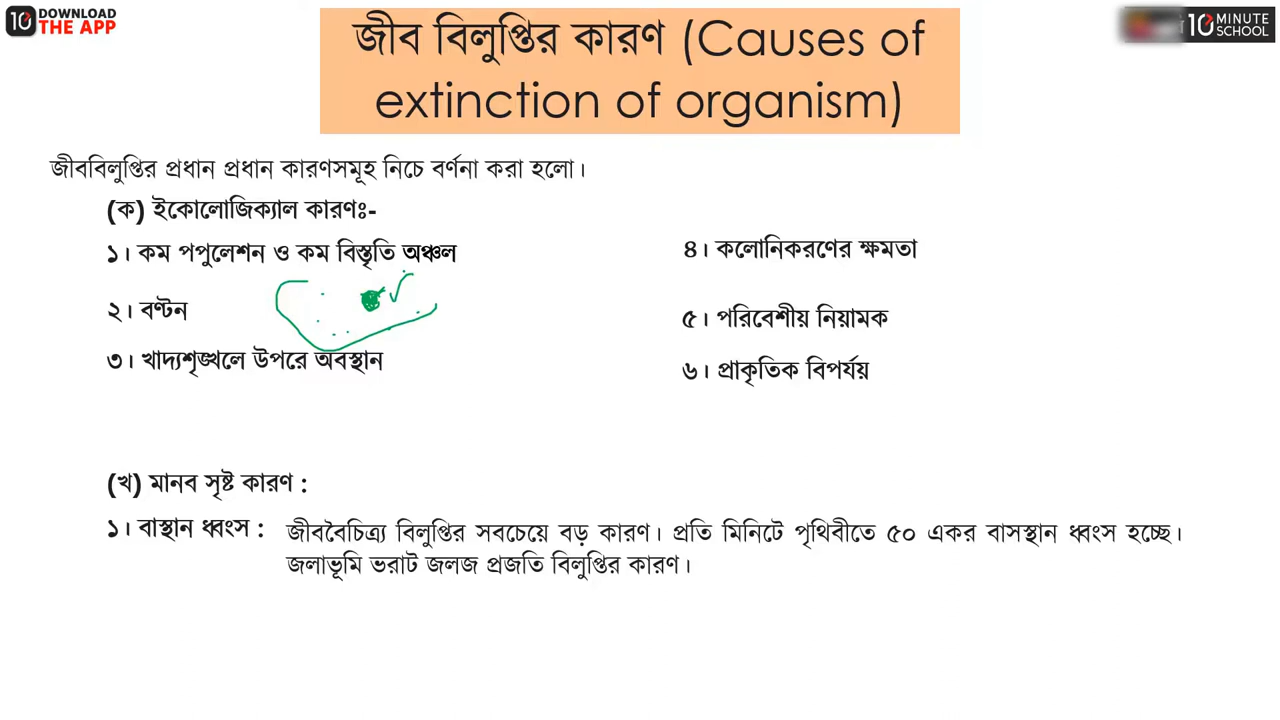 10 DOWNLOAD
THE APP
10 MINUTE
SCHOOL
জীব বিলুপ্তির কারণ (Causes of
extinction of organism)
জীববিলুপ্তির প্রধান প্রধান কারণসমূহ নিচে বর্ণনা করা হলো।
(ক) ইকোলোজিক্যাল কারণঃ-
১। কম পপুলেশন ও কম বিস্তৃতি অঞ্চল
২। বণ্টন
৩। খাদ্যশৃঙ্খলে উপরে অবস্থান
৪। কলোনিকরণের ক্ষমতা
৫। পরিবেশীয় নিয়ামক
৬। প্রাকৃতিক বিপর্যয়
(খ) মানব সৃষ্ট কারণ :
১। বাস্থান ধ্বংস : জীববৈচিত্র্য বিলুপ্তির সবচেয়ে বড় কারণ। প্রতি মিনিটে পৃথিবীতে ৫০ একর বাসস্থান ধ্বংস হচ্ছে।
জলাভূমি ভরাট জলজ প্রজতি বিলুপ্তির কারণ।